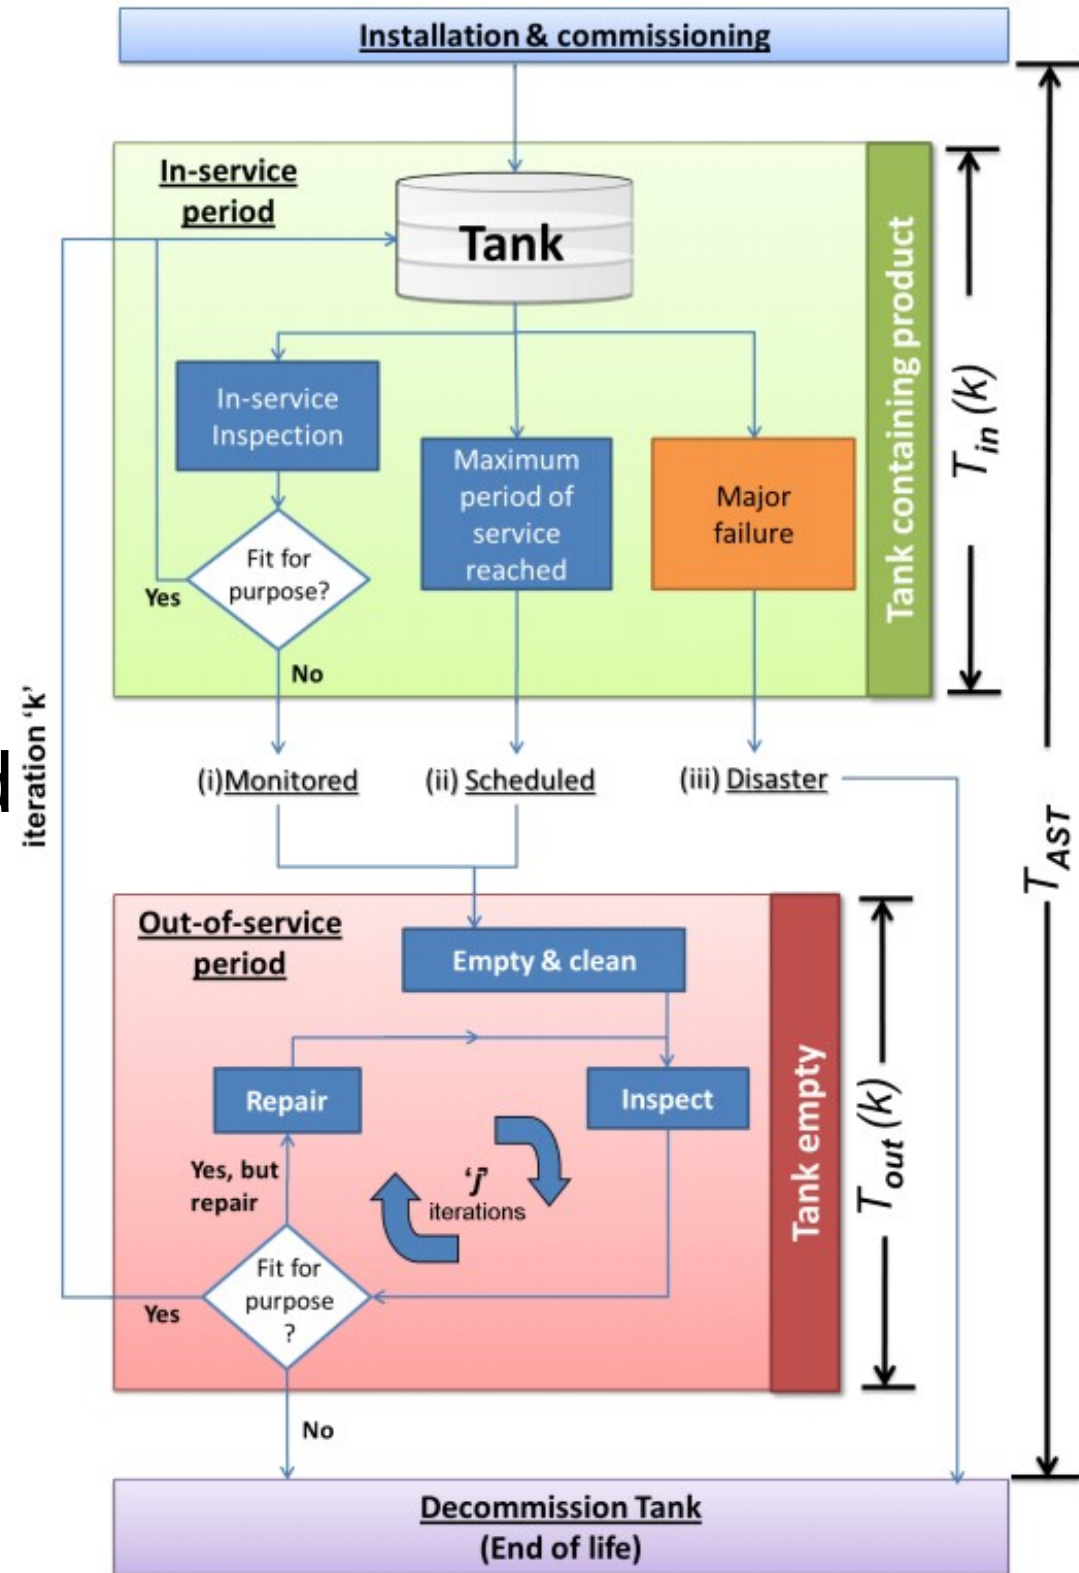 Installation & commissioning
In-service
period
Tank
In-service
Inspection
Maximum
period of
service
reached
Major
failure
Fit for
purpose?
Yes
No
Tank containing product
T_in (k)
(i)Monitored
(ii) Scheduled
(iii) Disaster
d
iteration 'k'
T_AST
Out-of-service
period
Empty & clean
Repair
Inspect
Yes, but
repair
'j'
iterations
Fit for
purpose
?
Yes
No
Tank empty
T_out (k)
Decommission Tank
(End of life)